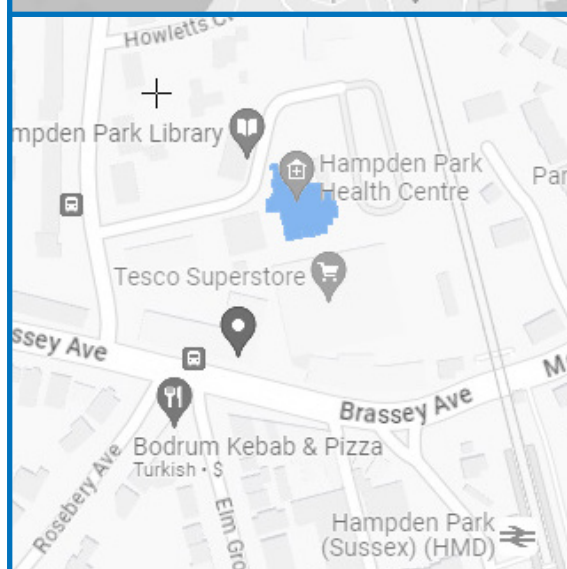 Howletts C
mpden Park Library
Hampden Park
Health Centre
Par
Tesco Superstore
ssey Ave
Brassey Ave
M
Bodrum Kebab & Pizza
Turkish • $
Rosebery Ave
Elm Gro
Hampden Park
(Sussex) (HMD)